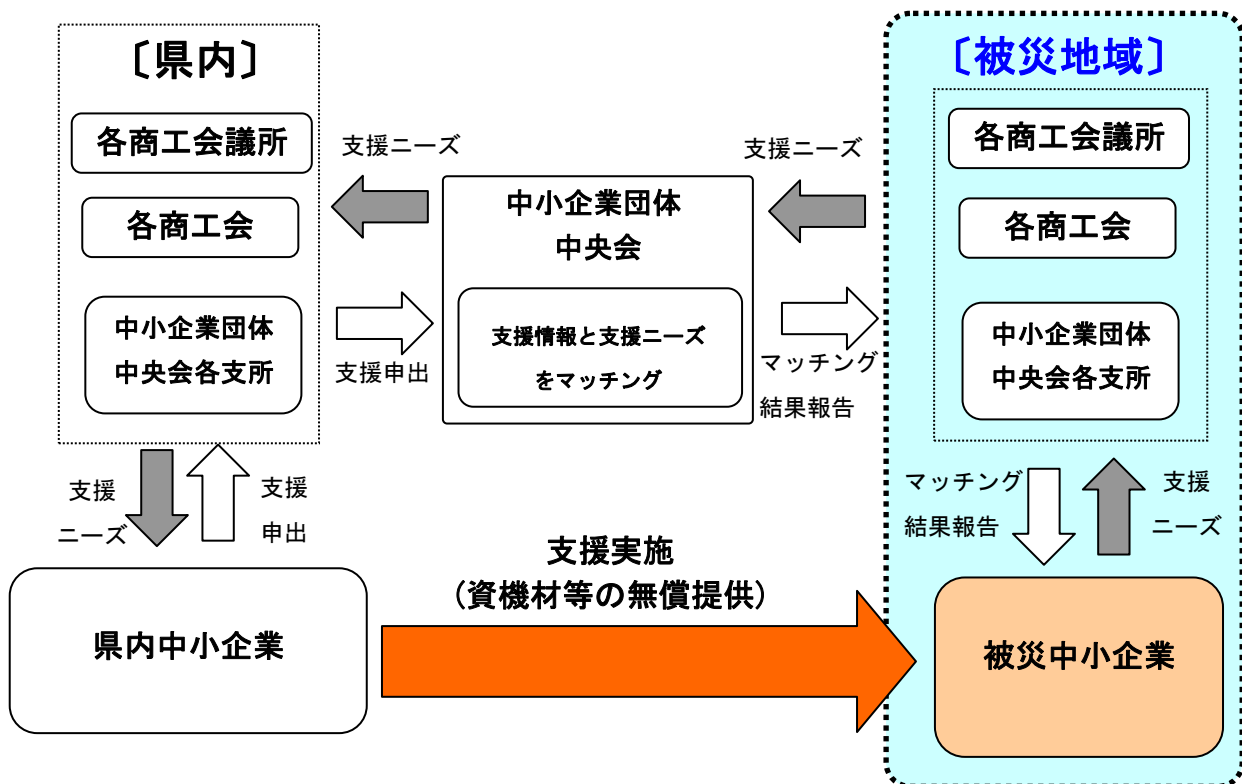 〔県内〕
各商工会議所
各商工会
中小企業団体
中央会各支所
支援ニーズ
支援申出
中小企業団体
中央会
支援情報と支援ニーズ
をマッチング
支援ニーズ
マッチング
結果報告
〔被災地域〕
各商工会議所
各商工会
中小企業団体
中央会各支所
支援
ニーズ
支援
申出
マッチング
結果報告
支援
ニーズ
県内中小企業
支援実施
(資機材等の無償提供)
被災中小企業